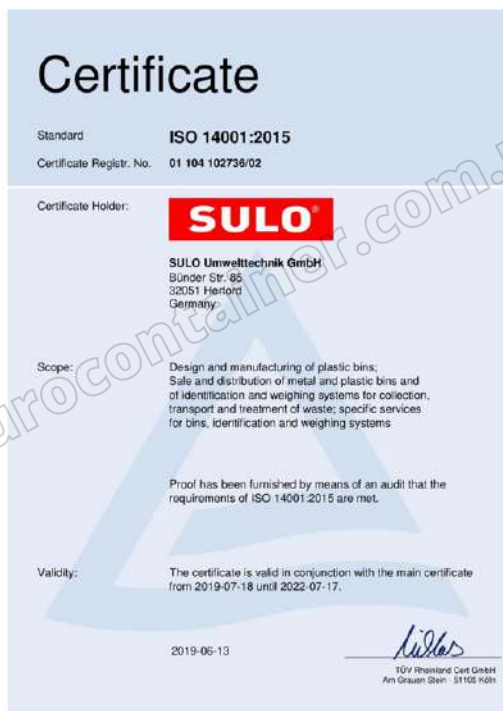 Certificate
Standard ISO 14001:2015
Certificate Registr. No. 01 104 102736/02
Certificate Holder: SULO®
SULO Umwelttechnik GmbH
Bünder Str. 85
32051 Herford
Germany
Scope: Design and manufacturing of plastic bins;
Sale and distribution of metal and plastic bins and
of identification and weighing systems for collection,
transport and treatment of waste; specific services
for bins, identification and weighing systems
Proof has been furnished by means of an audit that the
requirements of ISO 14001:2015 are met.
Validity: The certificate is valid in conjunction with the main certificate
from 2019-07-18 until 2022-07-17.
2019-06-13
TÜV Rheinland Cert GmbH
Am Grauen Stein · 51105 Köln